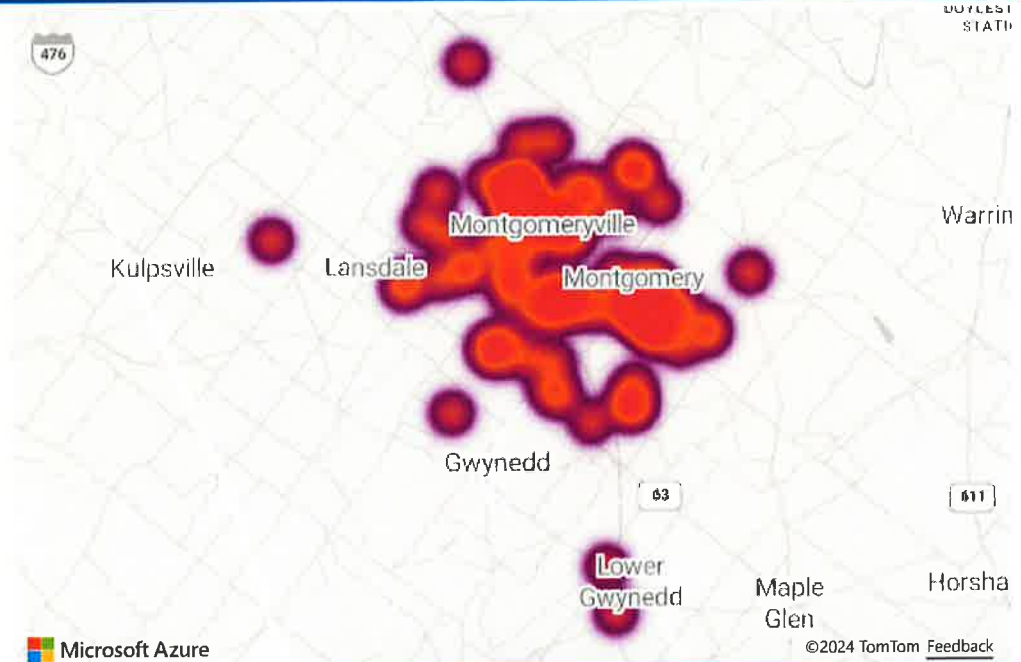 STATI
476
Warrin
Montgomeryville
Kulpsville
Lansdale
Montgomery
Gwynedd
63
611
Lower
Gwynedd
Maple
Glen
Horsha
Microsoft Azure
©2024 TomTom Feedback